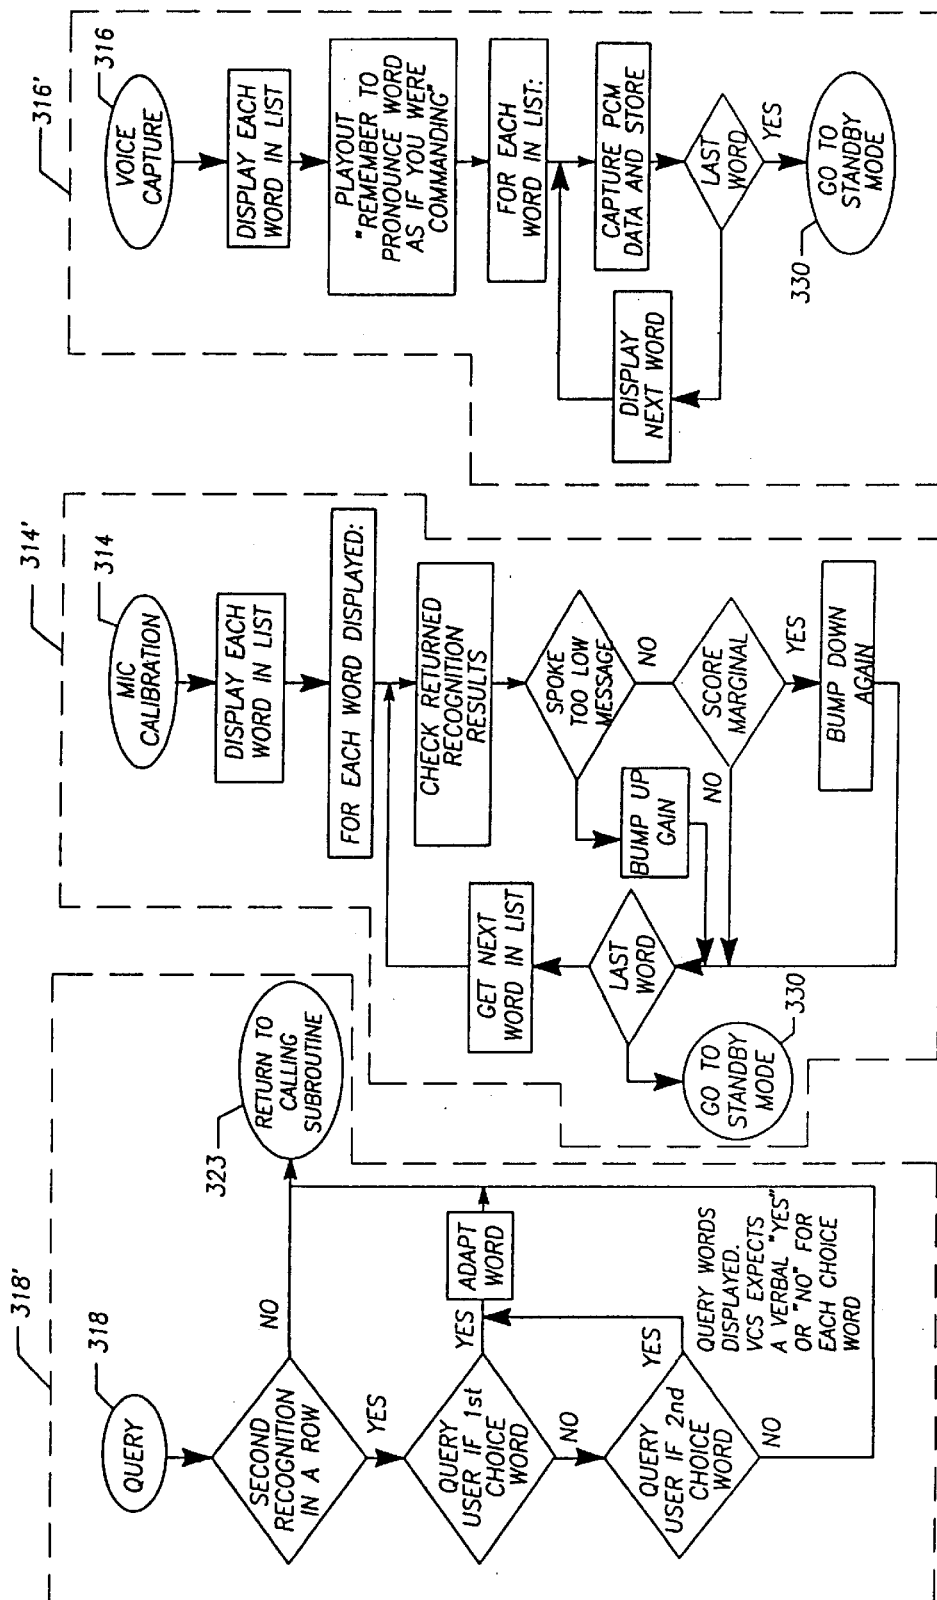 318'
318
QUERY
SECOND
RECOGNITION
IN A ROW
NO
YES
323
RETURN TO
CALLING
SUBROUTINE
QUERY
USER IF 1st
CHOICE
WORD
YES
NO
ADAPT
WORD
QUERY
USER IF 2nd
CHOICE
WORD
YES
NO
QUERY WORDS
DISPLAYED.
VCS EXPECTS
A VERBAL "YES"
OR "NO" FOR
EACH CHOICE
WORD
314'
314
MIC
CALIBRATION
DISPLAY EACH
WORD IN LIST
FOR EACH WORD DISPLAYED:
CHECK RETURNED
RECOGNITION
RESULTS
GET NEXT
WORD IN LIST
SPOKE
TOO LOW
MESSAGE
NO
BUMP UP
GAIN
LAST
WORD
SCORE
MARGINAL
NO
YES
BUMP DOWN
AGAIN
330
GO TO
STANDBY
MODE
316'
316
VOICE
CAPTURE
DISPLAY EACH
WORD IN LIST
PLAYOUT
"REMEMBER TO
PRONOUNCE WORD
AS IF YOU WERE
COMMANDING"
FOR EACH
WORD IN LIST:
CAPTURE PCM
DATA AND STORE
DISPLAY
NEXT WORD
LAST
WORD
YES
330
GO TO
STANDBY
MODE